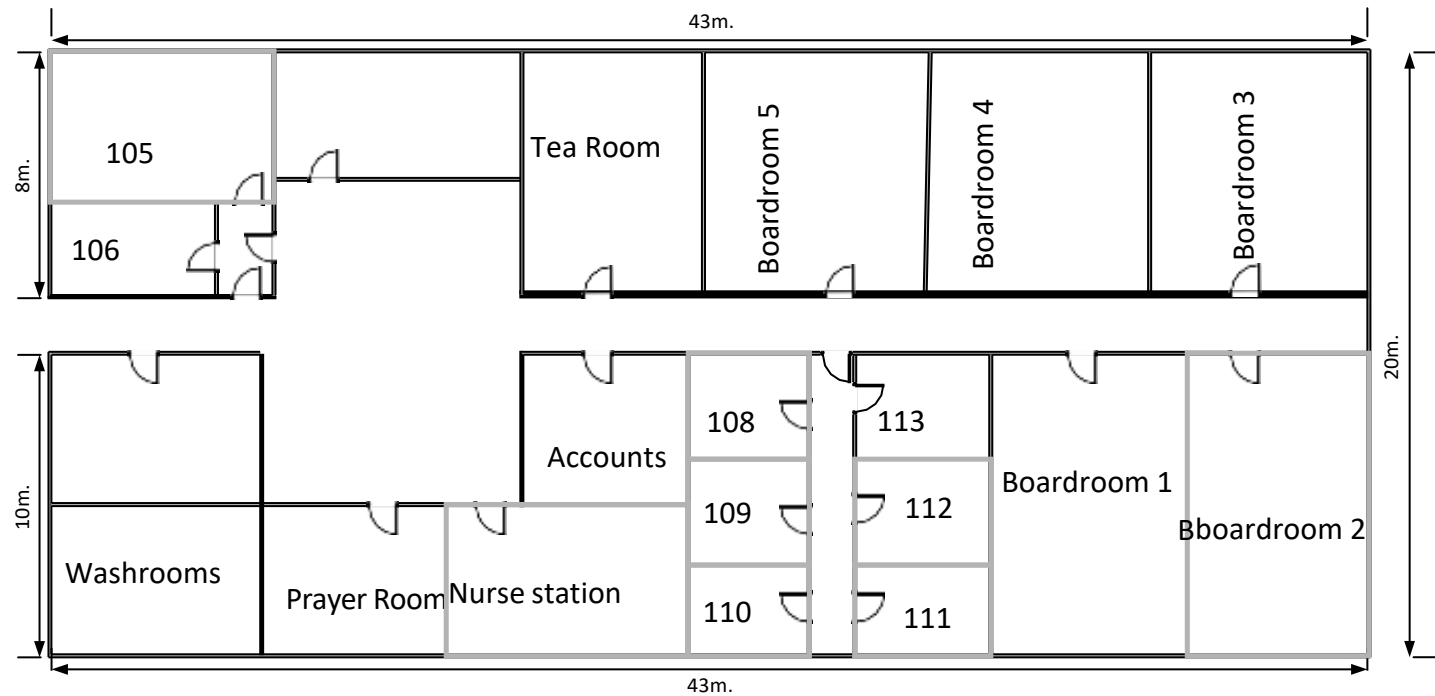 43m.
8m.
105
Tea Room
Boardroom 5
Boardroom 4
Boardroom 3
106
20m.
10m.
108
113
Accounts
Boardroom 1
109
112
Bboardroom 2
Washrooms
Prayer Room
Nurse station
110
111
43m.